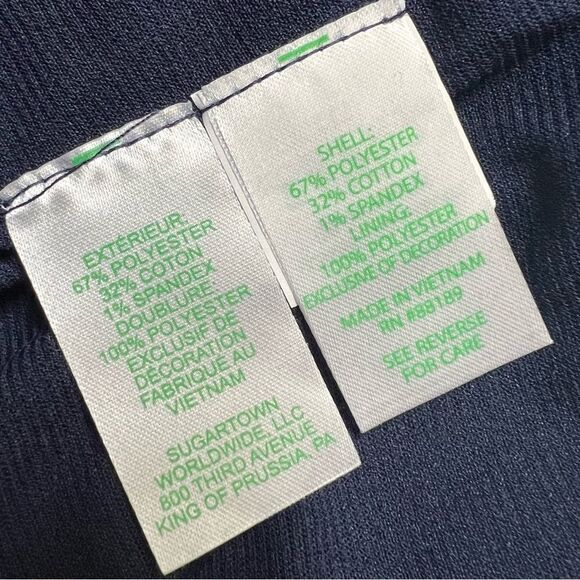 EXTÉRIEUR:
67% POLYESTER
32% COTON
1% SPANDEX
DOUBLURE
100% POLYESTER
EXCLUSIF DE
DÉCORATION
FABRIQUÉ AU
VIETNAM
SUGARTOWN
WORLDWIDE, LLC
800 THIRD AVENUE
KING OF PRUSSIA, PA
SHELL:
67% POLYESTER
32% COTTON
1% SPANDEX
LINING:
100% POLYESTER
EXCLUSIVE OF DECORATION
MADE IN VIETNAM
RN #88189
SEE REVERSE
FOR CARE